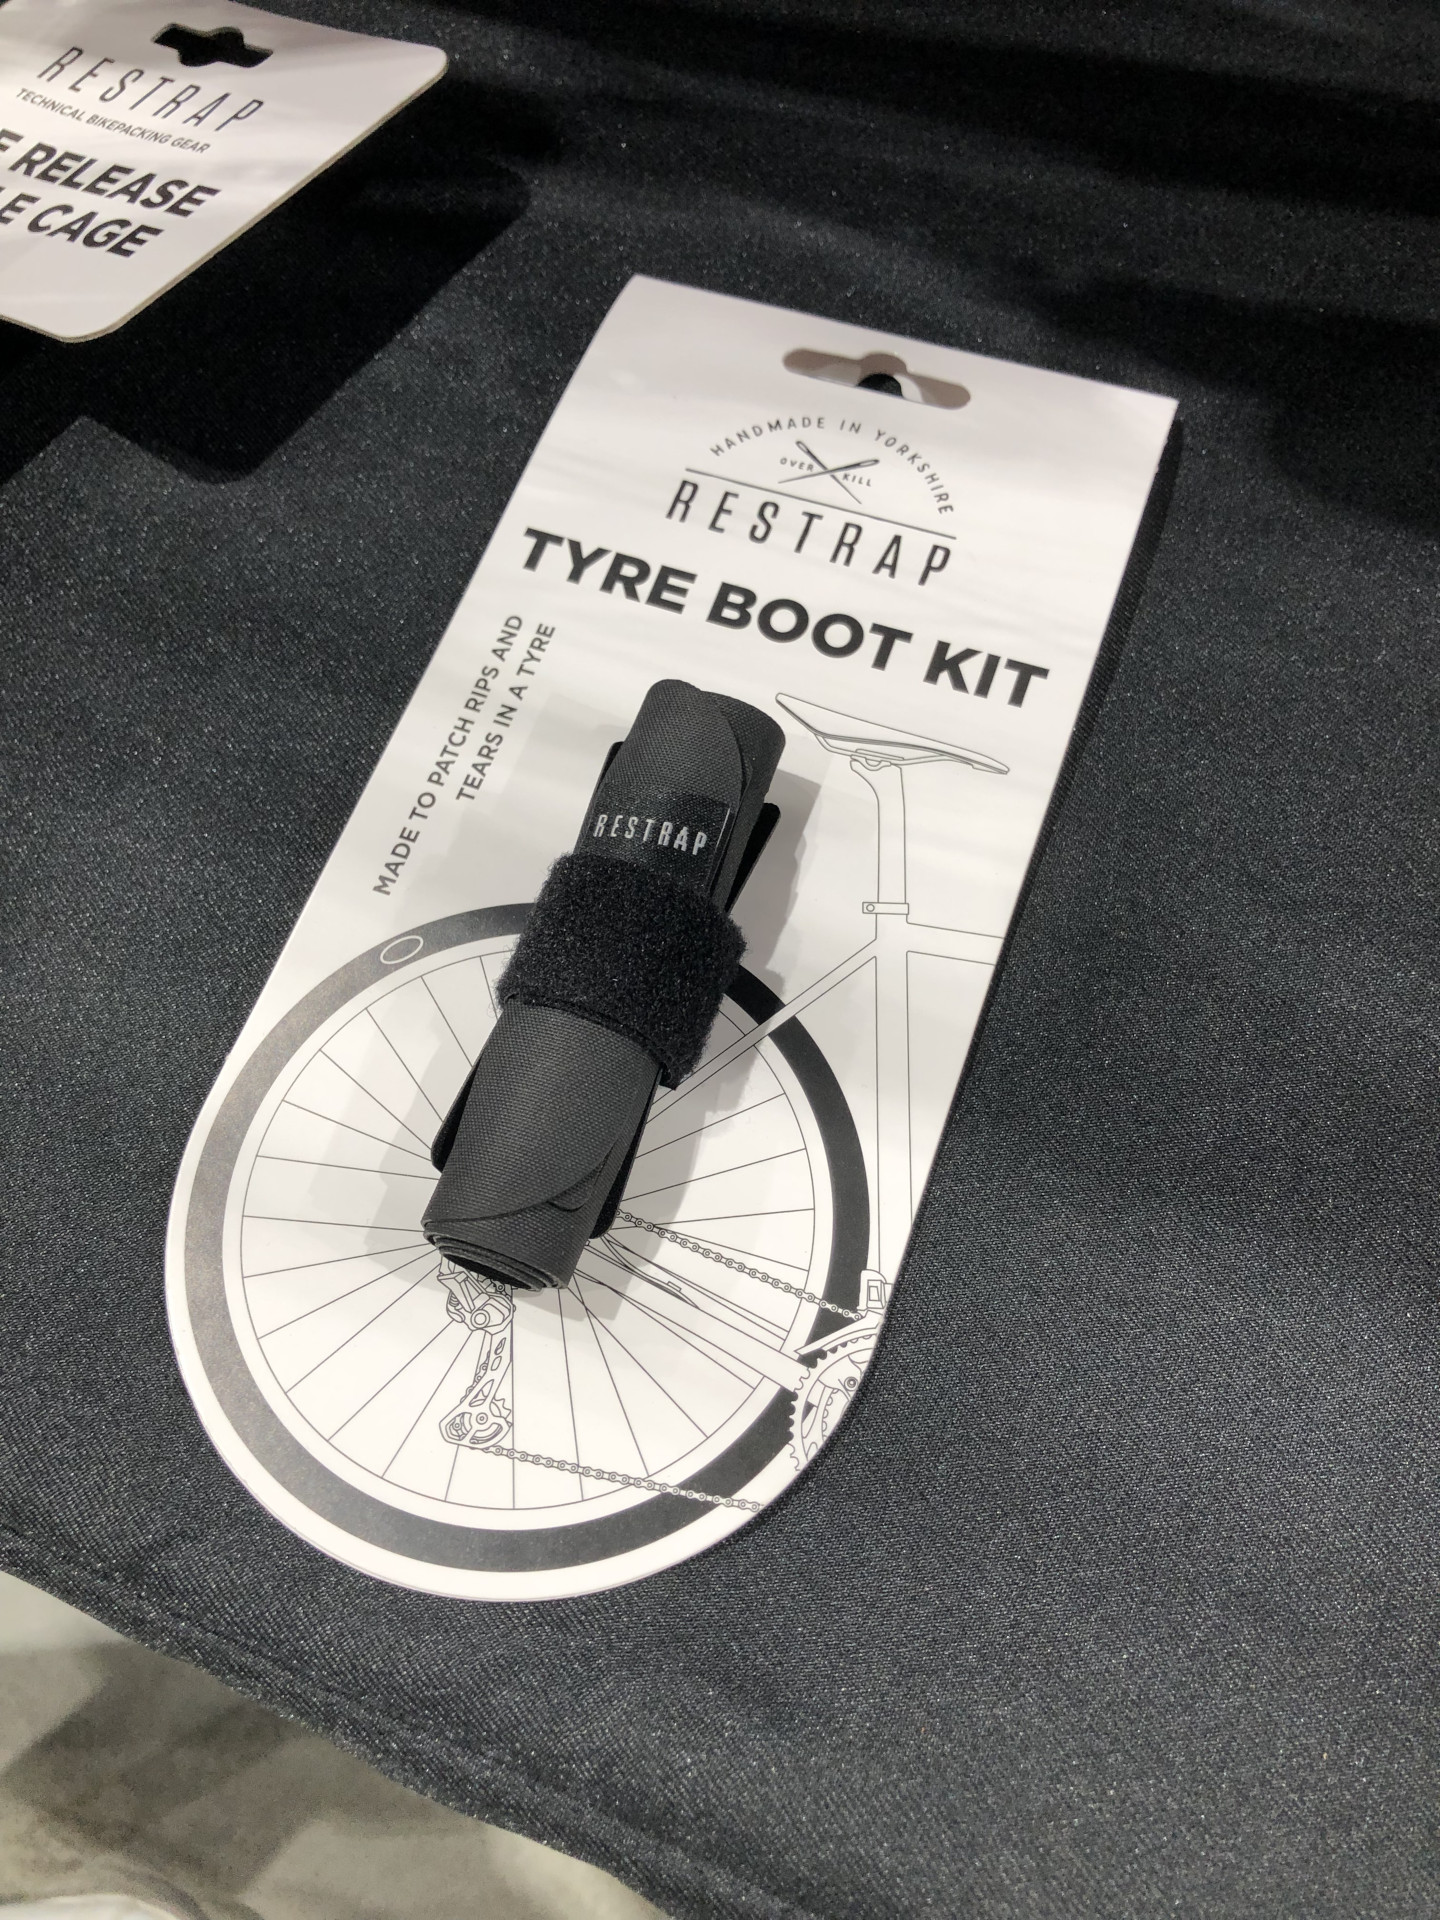 RESTRAP
TECHNICAL BIKEPACKING GEAR
RELEASE
CAGE
HANDMADE IN YORKSHIRE
OVER KILL
RESTRAP
TYRE BOOT KIT
MADE TO PATCH RIPS AND
TEARS IN A TYRE
RESTRAP